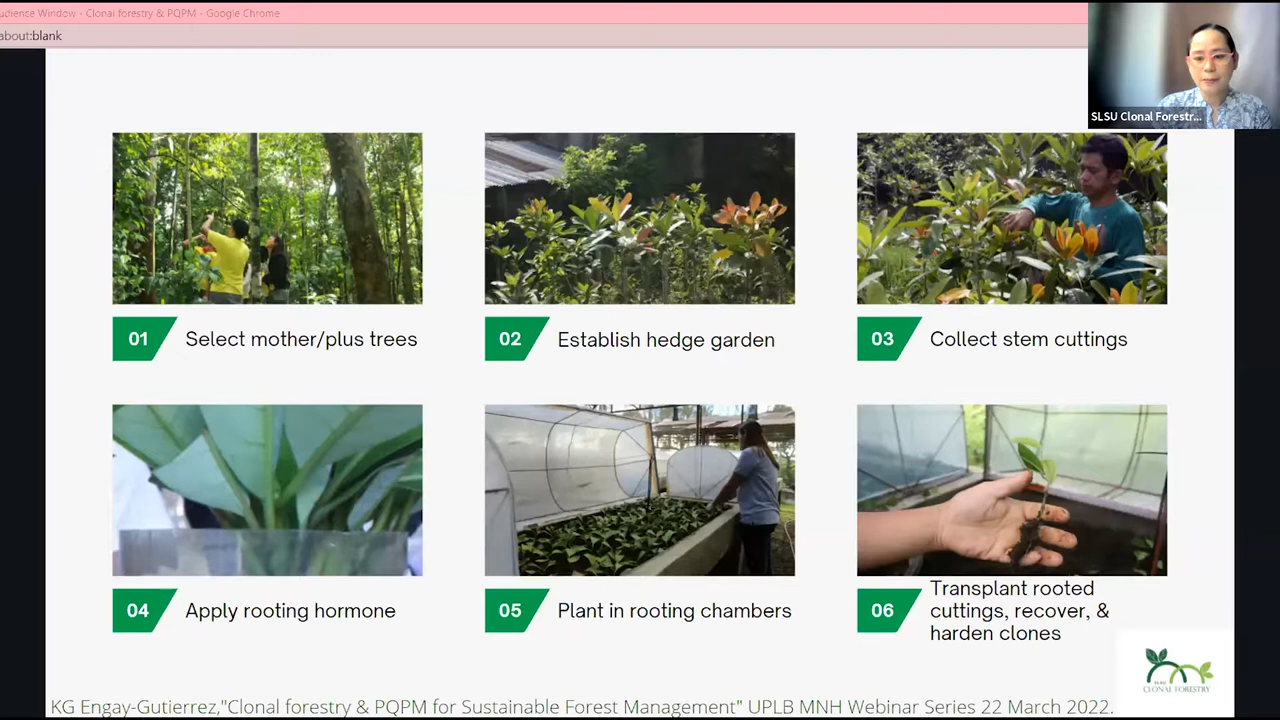 udience Window - Clonal forestry & PQPM - Google Chrome
about:blank
SLSU Clonal Forestr...
01 Select mother/plus trees
02 Establish hedge garden
03 Collect stem cuttings
04 Apply rooting hormone
05 Plant in rooting chambers
06 Transplant rooted
cuttings, recover, &
harden clones
SLSU
CLONAL FORESTRY
KG Engay-Gutierrez,"Clonal forestry & PQPM for Sustainable Forest Management" UPLB MNH Webinar Series 22 March 2022.